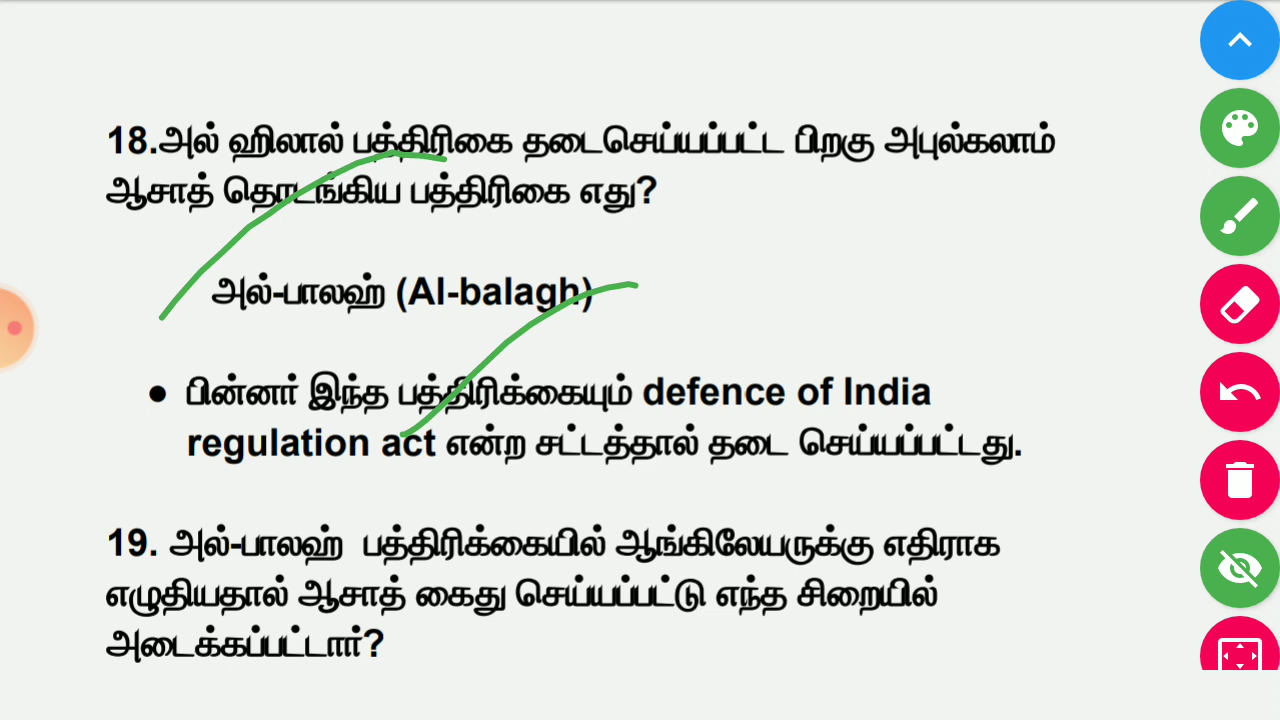 18.அல் ஹிலால் பத்திரிகை தடைசெய்யப்பட்ட பிறகு அபுல்கலாம்
ஆசாத் தொடங்கிய பத்திரிகை எது?
அல்-பாலஹ் (Al-balagh)
● பின்னர் இந்த பத்திரிக்கையும் defence of India
regulation act என்ற சட்டத்தால் தடை செய்யப்பட்டது.
19. அல்-பாலஹ் பத்திரிக்கையில் ஆங்கிலேயருக்கு எதிராக
எழுதியதால் ஆசாத் கைது செய்யப்பட்டு எந்த சிறையில்
அடைக்கப்பட்டார்?